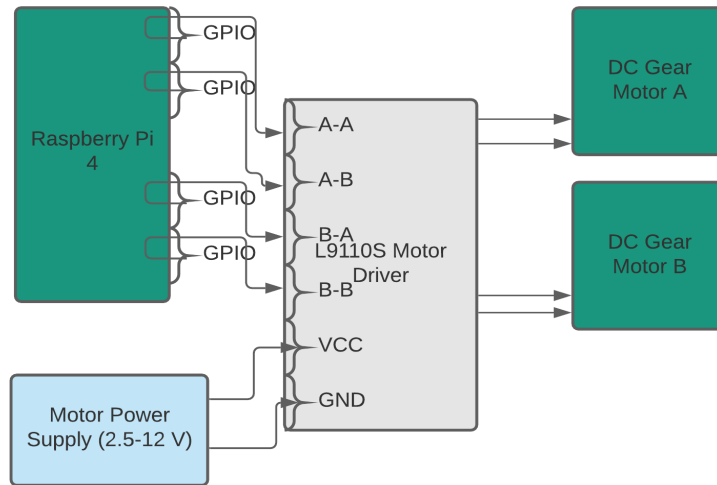 GPIO
GPIO
Raspberry Pi
4
GPIO
GPIO
A-A
A-B
B-A
L9110S Motor
Driver
B-B
VCC
GND
DC Gear
Motor A
DC Gear
Motor B
Motor Power
Supply (2.5-12 V)